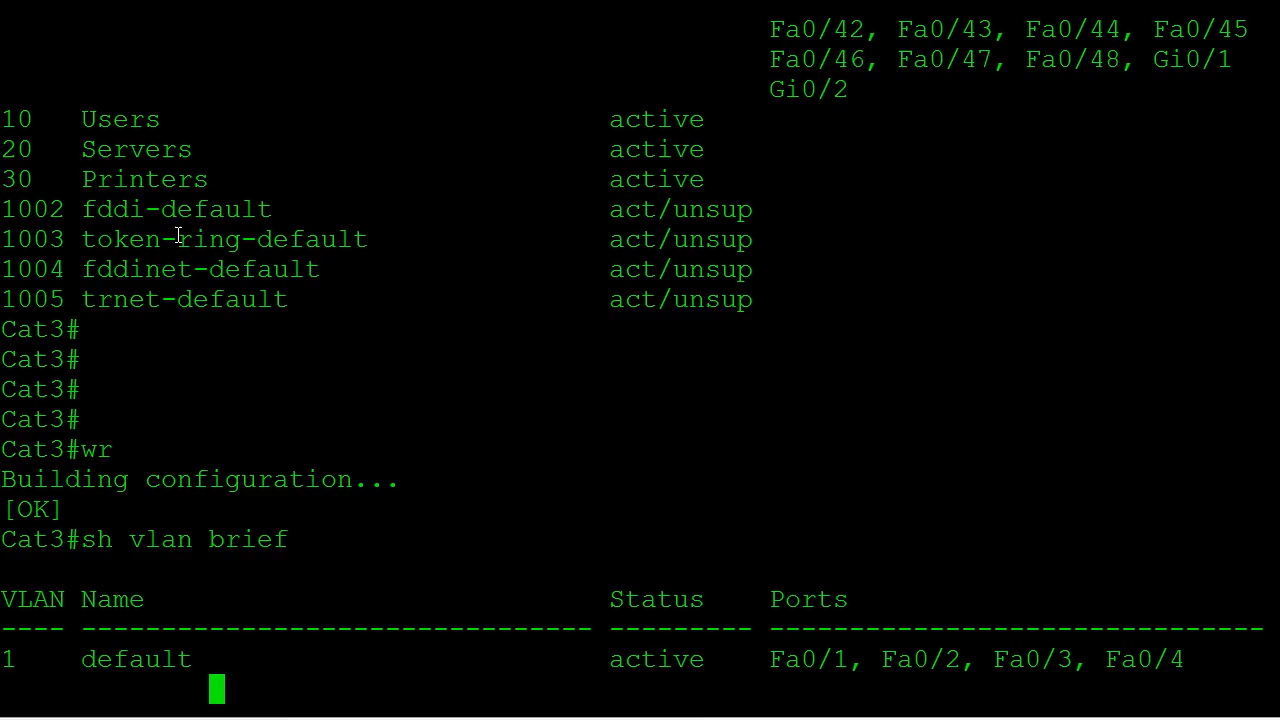 Fa0/42, Fa0/43, Fa0/44, Fa0/45
Fa0/46, Fa0/47, Fa0/48, Gi0/1
Gi0/2
10   Users                            active
20   Servers                          active
30   Printers                         active
1002 fddi-default                     act/unsup
1003 token-ring-default               act/unsup
1004 fddinet-default                  act/unsup
1005 trnet-default                    act/unsup
Cat3#
Cat3#
Cat3#
Cat3#
Cat3#wr
Building configuration...
[OK]
Cat3#sh vlan brief
VLAN Name                             Status    Ports
---- -------------------------------- --------- -------------------------------
1    default                          active    Fa0/1, Fa0/2, Fa0/3, Fa0/4